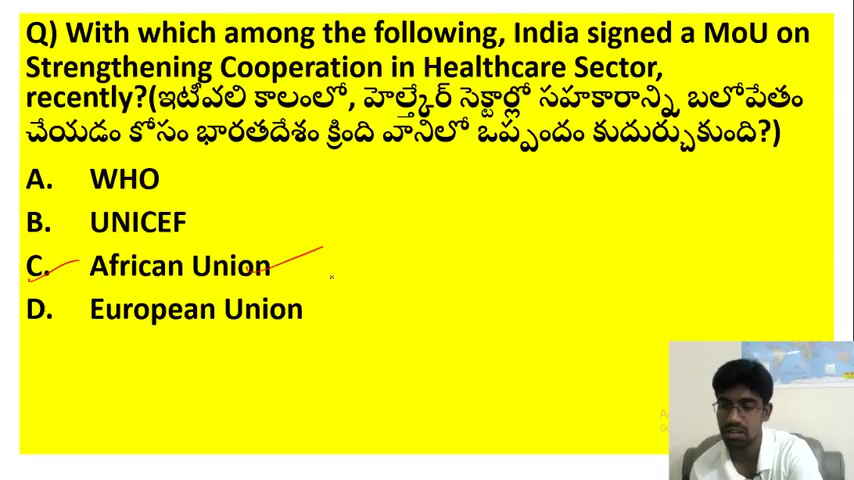 Q) With which among the following, India signed a MoU on
Strengthening Cooperation in Healthcare Sector,
recently?(ఇటీవలి కాలంలో, హెల్త్కేర్ సెక్టార్లో సహకారాన్ని బలోపేతం
చేయడం కోసం భారతదేశం క్రింది వానిలో ఒప్పందం కుదుర్చుకుంది?)
A. WHO
B. UNICEF
C. African Union
D. European Union